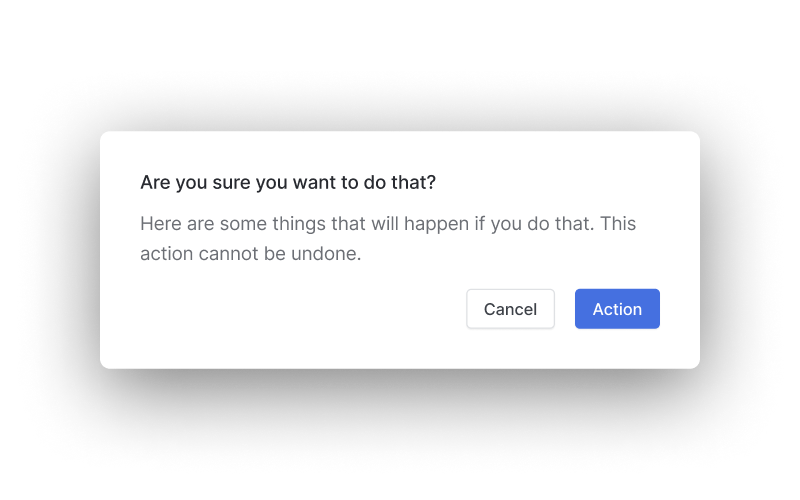 Are you sure you want to do that?
Here are some things that will happen if you do that. This
action cannot be undone.
Cancel
Action